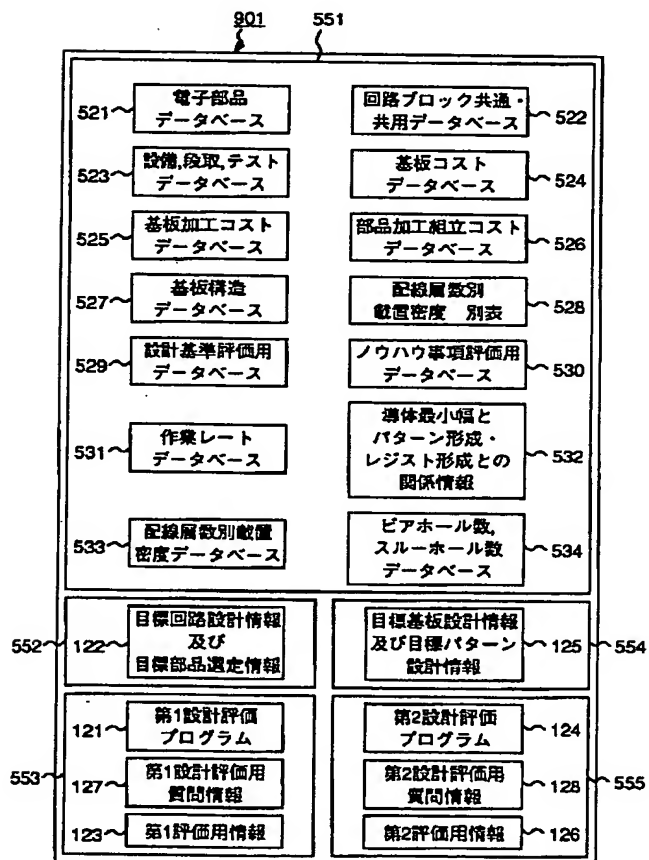 901
551
521
電子部品
データベース
回路ブロック共通・
共用データベース
522
523
設備,段取,テスト
データベース
基板コスト
データベース
524
525
基板加工コスト
データベース
部品加工組立コスト
データベース
526
527
基板構造
データベース
配線層数別
載置密度 別表
528
529
設計基準評価用
データベース
ノウハウ事項評価用
データベース
530
531
作業レート
データベース
導体最小幅と
パターン形成・
レジスト形成との
関係情報
532
533
配線層数別載置
密度データベース
ビアホール数,
スルーホール数
データベース
534
552
122
目標回路設計情報
及び
目標部品選定情報
目標基板設計情報
及び目標パターン
設計情報
125
554
121
第1設計評価
プログラム
第2設計評価
プログラム
124
553
127
第1設計評価用
質問情報
第2設計評価用
質問情報
128
555
123
第1評価用情報
第2評価用情報
126